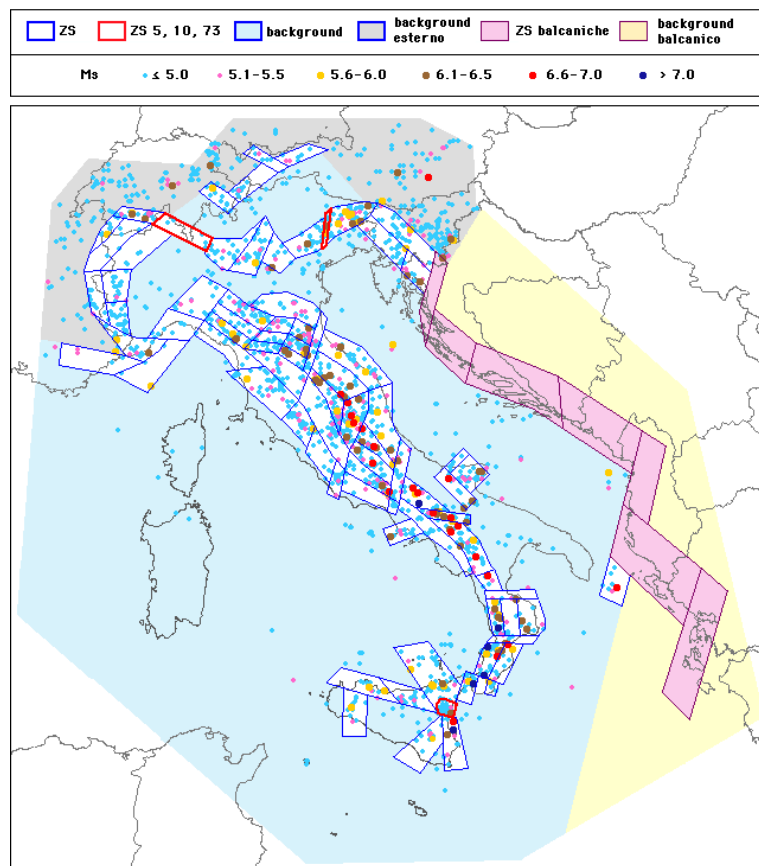 ZS
ZS 5, 10, 73
background
background
esterno
ZS balcaniche
background
balcanico
Ms
≤ 5.0
5.1-5.5
5.6-6.0
6.1-6.5
6.6-7.0
> 7.0